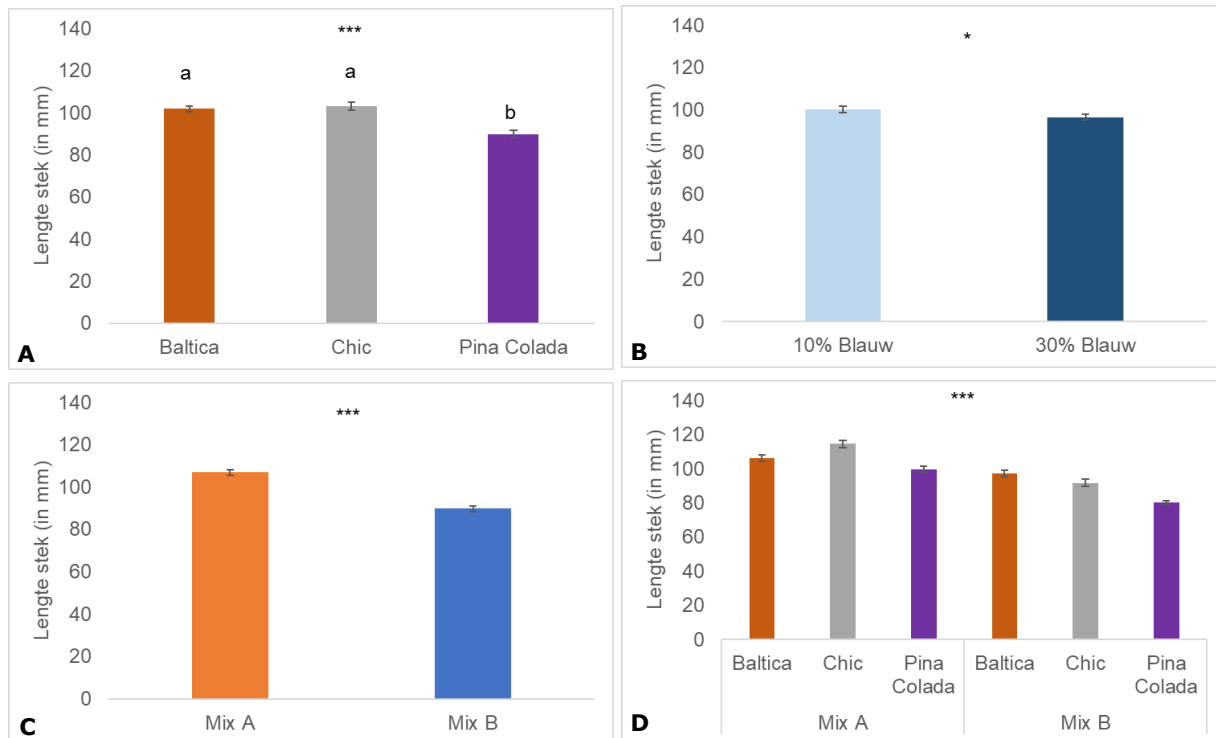 Lengte stek (in mm)
140
120
100
80
60
40
20
0
***
a
a
b
Baltica
Chic
Pina Colada
A
Lengte stek (in mm)
140
120
100
80
60
40
20
0
*
10% Blauw
30% Blauw
B
Lengte stek (in mm)
140
120
100
80
60
40
20
0
***
Mix A
Mix B
C
Lengte stek (in mm)
140
120
100
80
60
40
20
0
***
Baltica
Chic
Pina
Colada
Baltica
Chic
Pina
Colada
Mix A
Mix B
D